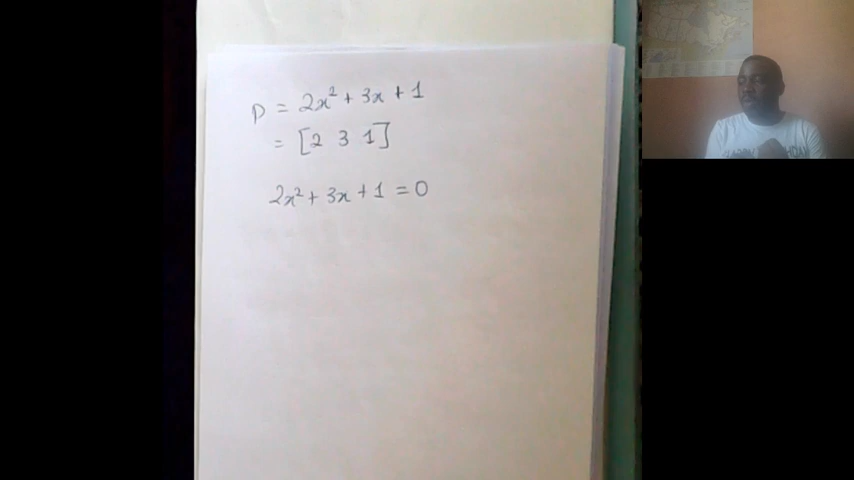 P = 2x² + 3x + 1
= [2 3 1]
2x² + 3x + 1 = 0